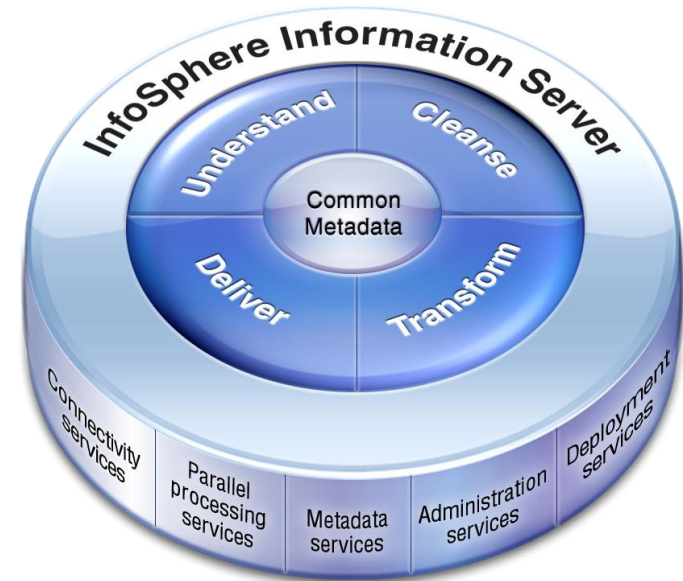 InfoSphere Information Server
Understand
Cleanse
Common
Metadata
Deliver
Transform
Connectivity
services
Parallel
processing
services
Metadata
services
Administration
services
Deployment
services